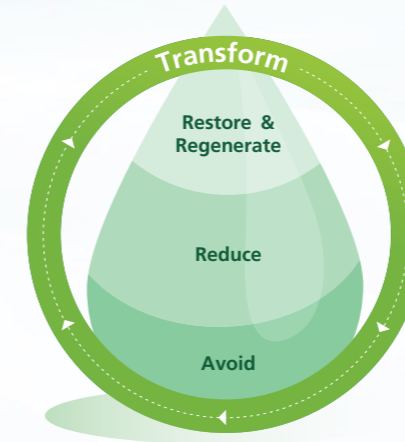 Transform
Restore &
Regenerate
Reduce
Avoid